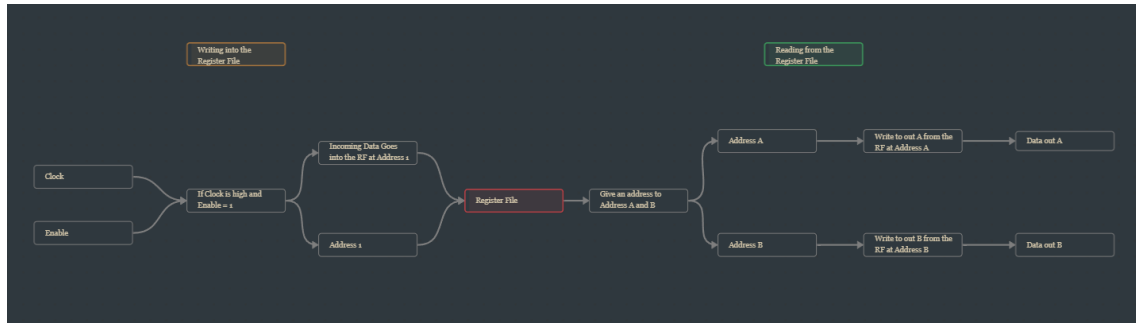 Writing into the
Register File
Reading from the
Register File
Clock
Enable
If Clock is high and
Enable = 1
Incoming Data Goes
into the RF at Address 1
Address 1
Register File
Give an address to
Address A and B
Address A
Write to out A from the
RF at Address A
Data out A
Address B
Write to out B from the
RF at Address B
Data out B